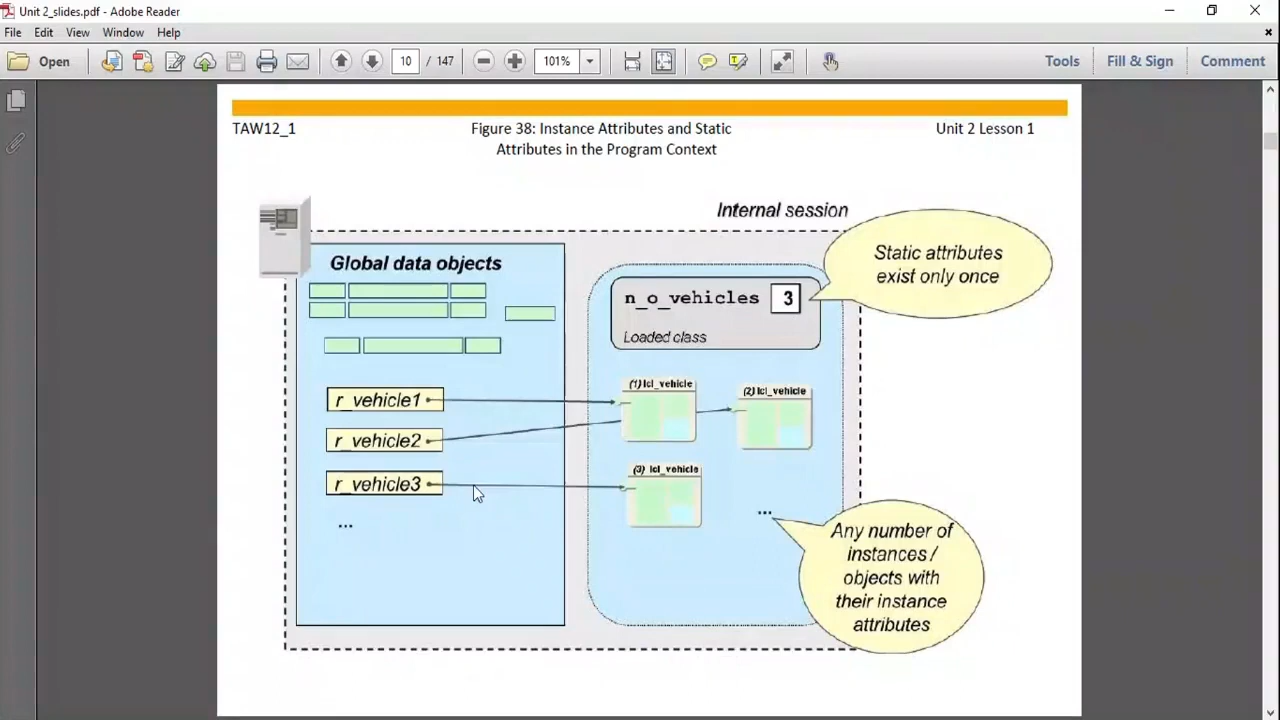 Unit 2_slides.pdf - Adobe Reader
File Edit View Window Help
Open 10 / 147 101% Tools Fill & Sign Comment
TAW12_1 Figure 38: Instance Attributes and Static Unit 2 Lesson 1
Attributes in the Program Context
Internal session
Global data objects
Static attributes
exist only once
n_o_vehicles 3
Loaded class
(1) lcl_vehicle
(2) lcl_vehicle
r_vehicle1
r_vehicle2
(3) lcl_vehicle
r_vehicle3
...
...
Any number of
instances /
objects with
their instance
attributes